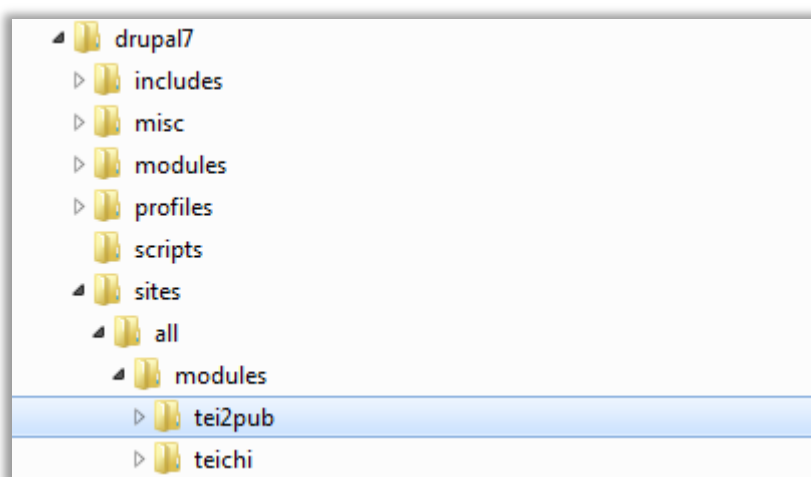 drupal7
includes
misc
modules
profiles
scripts
sites
all
modules
tei2pub
teichi